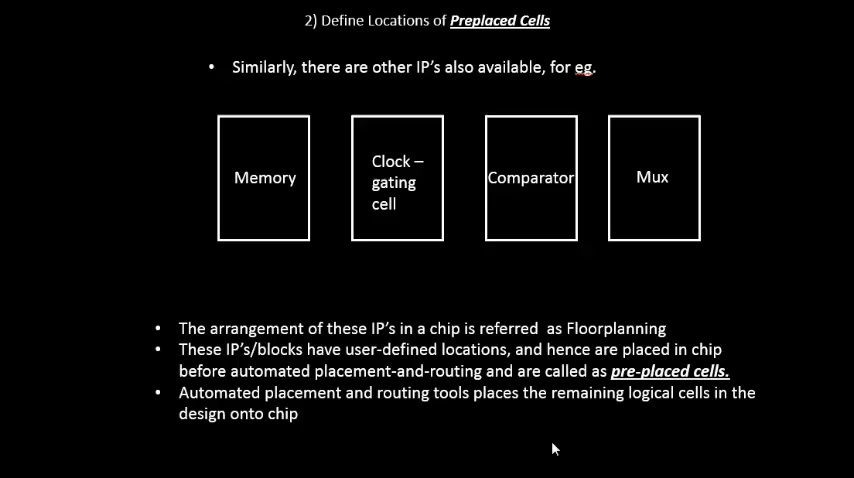 2) Define Locations of Preplaced Cells
• Similarly, there are other IP's also available, for eg.
Memory
Clock –
gating
cell
Comparator
Mux
• The arrangement of these IP's in a chip is referred as Floorplanning
• These IP's/blocks have user-defined locations, and hence are placed in chip
before automated placement-and-routing and are called as pre-placed cells.
• Automated placement and routing tools places the remaining logical cells in the
design onto chip